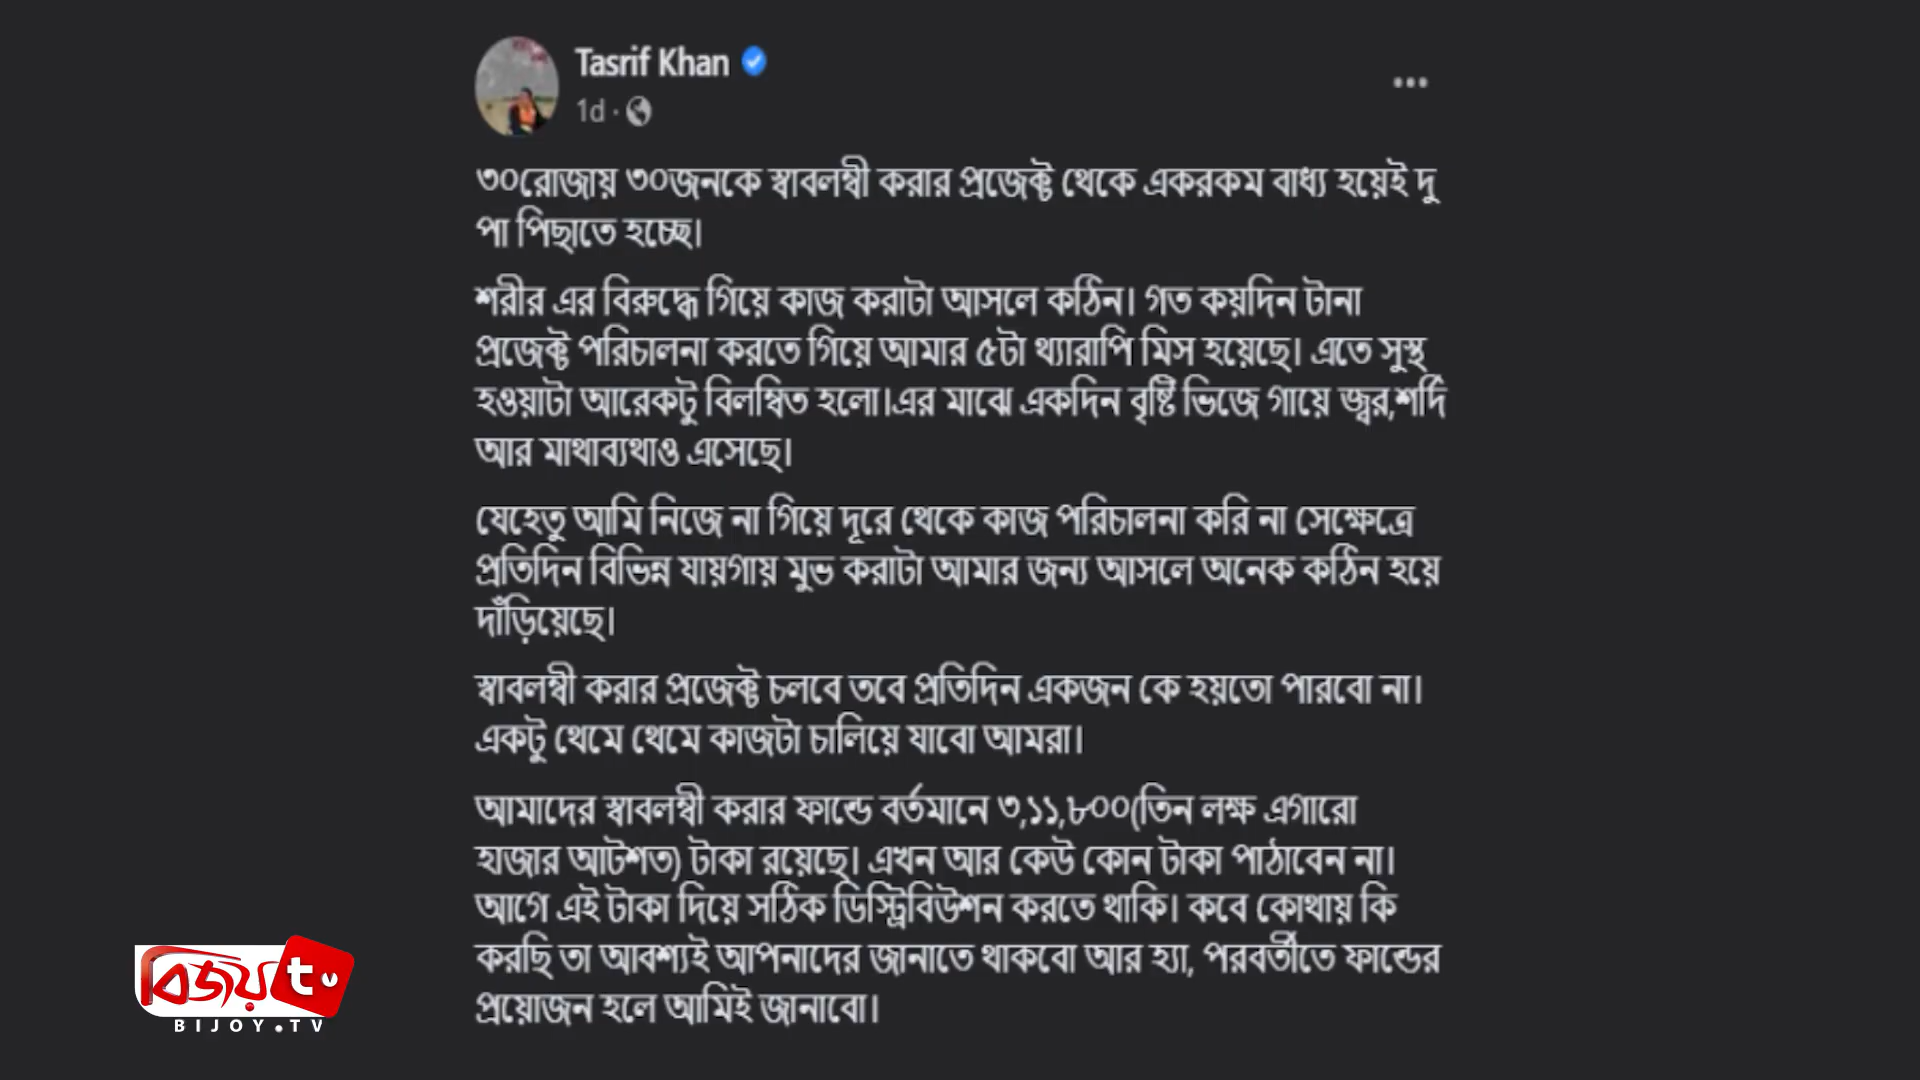 Tasrif Khan
1d ·
৩০রোজায় ৩০জনকে স্বাবলম্বী করার প্রজেক্ট থেকে একরকম বাধ্য হয়েই দু
পা পিছাতে হচ্ছে।
শরীর এর বিরুদ্ধে গিয়ে কাজ করাটা আসলে কঠিন। গত কয়দিন টানা
প্রজেক্ট পরিচালনা করতে গিয়ে আমার ৫টা থ্যারাপি মিস হয়েছে। এতে সুস্থ
হওয়াটা আরেকটু বিলম্বিত হলো।এর মাঝে একদিন বৃষ্টি ভিজে গায়ে জ্বর,শর্দি
আর মাথাব্যথাও এসেছে।
যেহেতু আমি নিজে না গিয়ে দূরে থেকে কাজ পরিচালনা করি না সেক্ষেত্রে
প্রতিদিন বিভিন্ন যায়গায় মুভ করাটা আমার জন্য আসলে অনেক কঠিন হয়ে
দাঁড়িয়েছে।
স্বাবলম্বী করার প্রজেক্ট চলবে তবে প্রতিদিন একজন কে হয়তো পারবো না।
একটু থেমে থেমে কাজটা চালিয়ে যাবো আমরা।
আমাদের স্বাবলম্বী করার ফান্ডে বর্তমানে ৩,১১,৮০০(তিন লক্ষ এগারো
হাজার আটশত) টাকা রয়েছে। এখন আর কেউ কোন টাকা পাঠাবেন না।
আগে এই টাকা দিয়ে সঠিক ডিস্ট্রিবিউশন করতে থাকি। কবে কোথায় কি
করছি তা আবশ্যই আপনাদের জানাতে থাকবো আর হ্যা, পরবর্তীতে ফান্ডের
প্রয়োজন হলে আমিই জানাবো।
বিজয় tv
BIJOY.TV